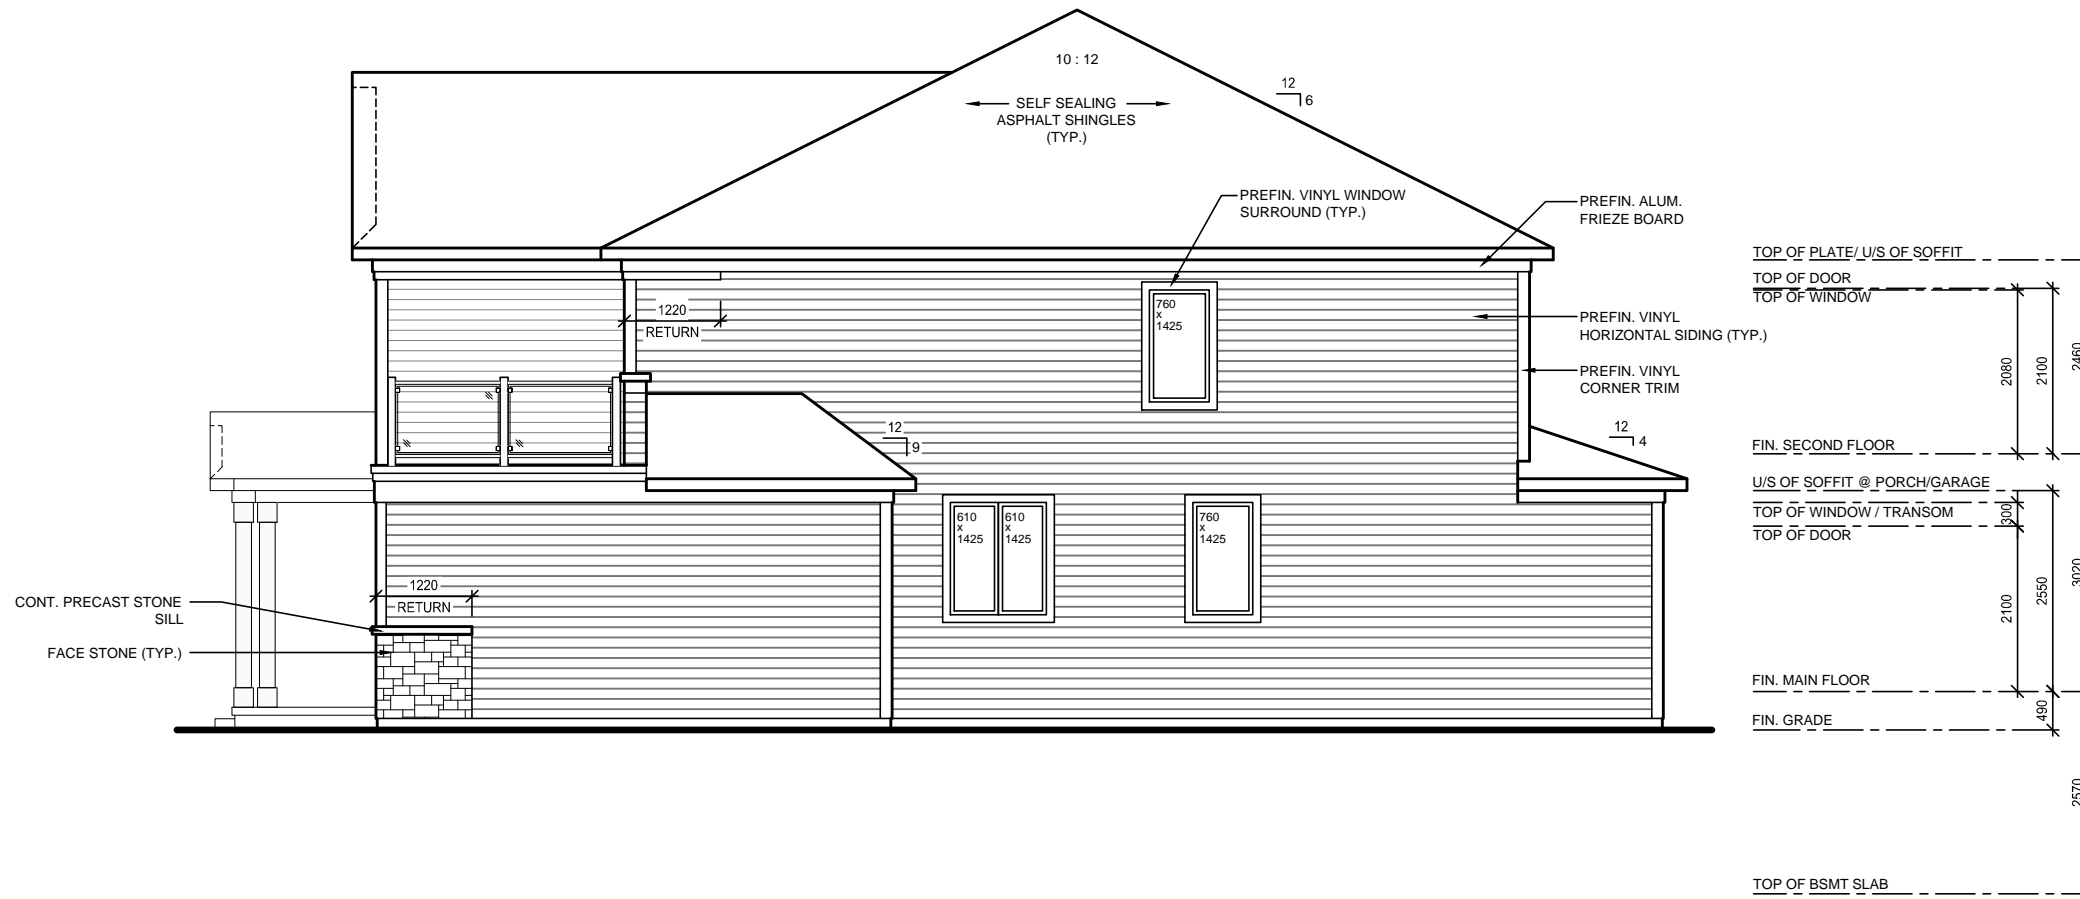 10 : 12
12
6
SELF SEALING
ASPHALT SHINGLES
(TYP.)
PREFIN. VINYL WINDOW
SURROUND (TYP.)
PREFIN. ALUM.
FRIEZE BOARD
TOP OF PLATE/ U/S OF SOFFIT
TOP OF DOOR
TOP OF WINDOW
760
x
1425
1220
RETURN
PREFIN. VINYL
HORIZONTAL SIDING (TYP.)
PREFIN. VINYL
CORNER TRIM
2080
2100
2460
12
9
12
4
FIN. SECOND FLOOR
U/S OF SOFFIT @ PORCH/GARAGE
TOP OF WINDOW / TRANSOM
TOP OF DOOR
300
610
x
1425
610
x
1425
760
x
1425
1220
RETURN
CONT. PRECAST STONE
SILL
FACE STONE (TYP.)
2100
2550
3020
FIN. MAIN FLOOR
FIN. GRADE
490
2570
TOP OF BSMT SLAB